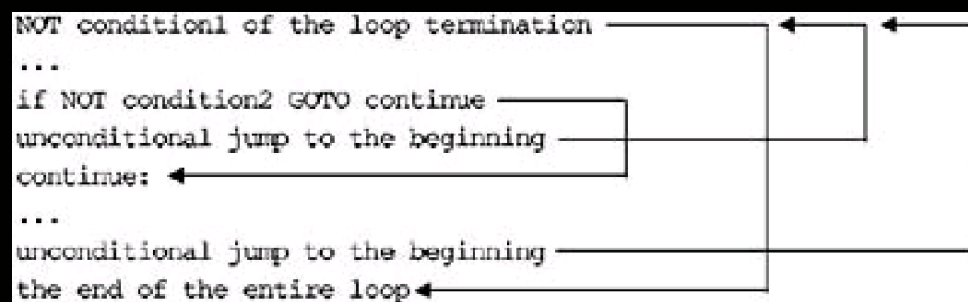 NOT condition1 of the loop termination
...
if NOT condition2 GOTO continue
unconditional jump to the beginning
continue:
...
unconditional jump to the beginning
the end of the entire loop